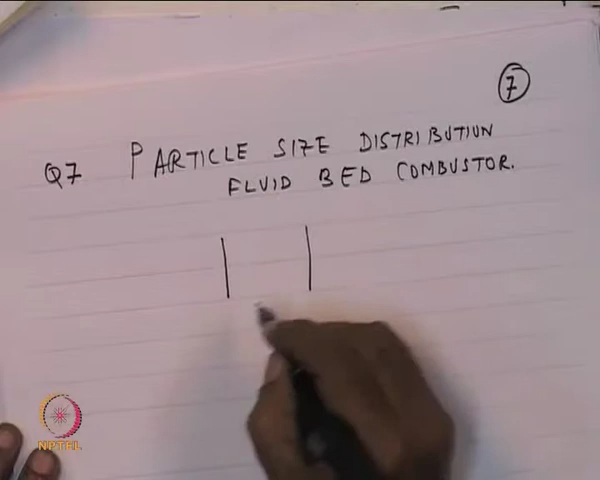 7
Q7 PARTICLE SIZE DISTRIBUTION
FLUID BED COMBUSTOR.
NPTEL